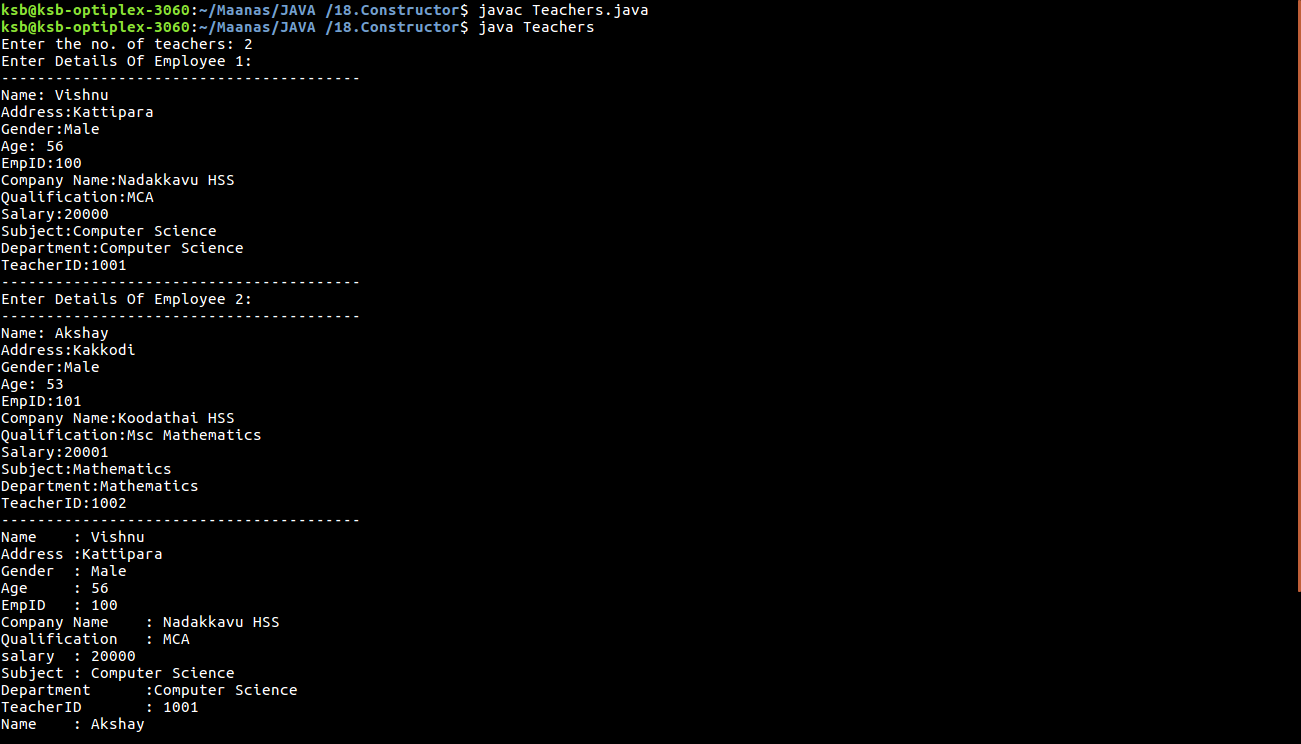 ksb@ksb-optiplex-3060:~/Maanas/JAVA /18.Constructor$ javac Teachers.java
ksb@ksb-optiplex-3060:~/Maanas/JAVA /18.Constructor$ java Teachers
Enter the no. of teachers: 2
Enter Details Of Employee 1:
----------------------------------------
Name: Vishnu
Address:Kattipara
Gender:Male
Age: 56
EmpID:100
Company Name:Nadakkavu HSS
Qualification:MCA
Salary:20000
Subject:Computer Science
Department:Computer Science
TeacherID:1001
----------------------------------------
Enter Details Of Employee 2:
----------------------------------------
Name: Akshay
Address:Kakkodi
Gender:Male
Age: 53
EmpID:101
Company Name:Koodathai HSS
Qualification:Msc Mathematics
Salary:20001
Subject:Mathematics
Department:Mathematics
TeacherID:1002
----------------------------------------
Name    : Vishnu
Address :Kattipara
Gender  : Male
Age     : 56
EmpID   : 100
Company Name    : Nadakkavu HSS
Qualification   : MCA
salary  : 20000
Subject : Computer Science
Department      :Computer Science
TeacherID       : 1001
Name    : Akshay